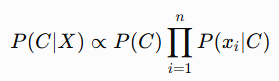 P(C|X) ∝ P(C) ∏_{i=1}^{n} P(x_i|C)